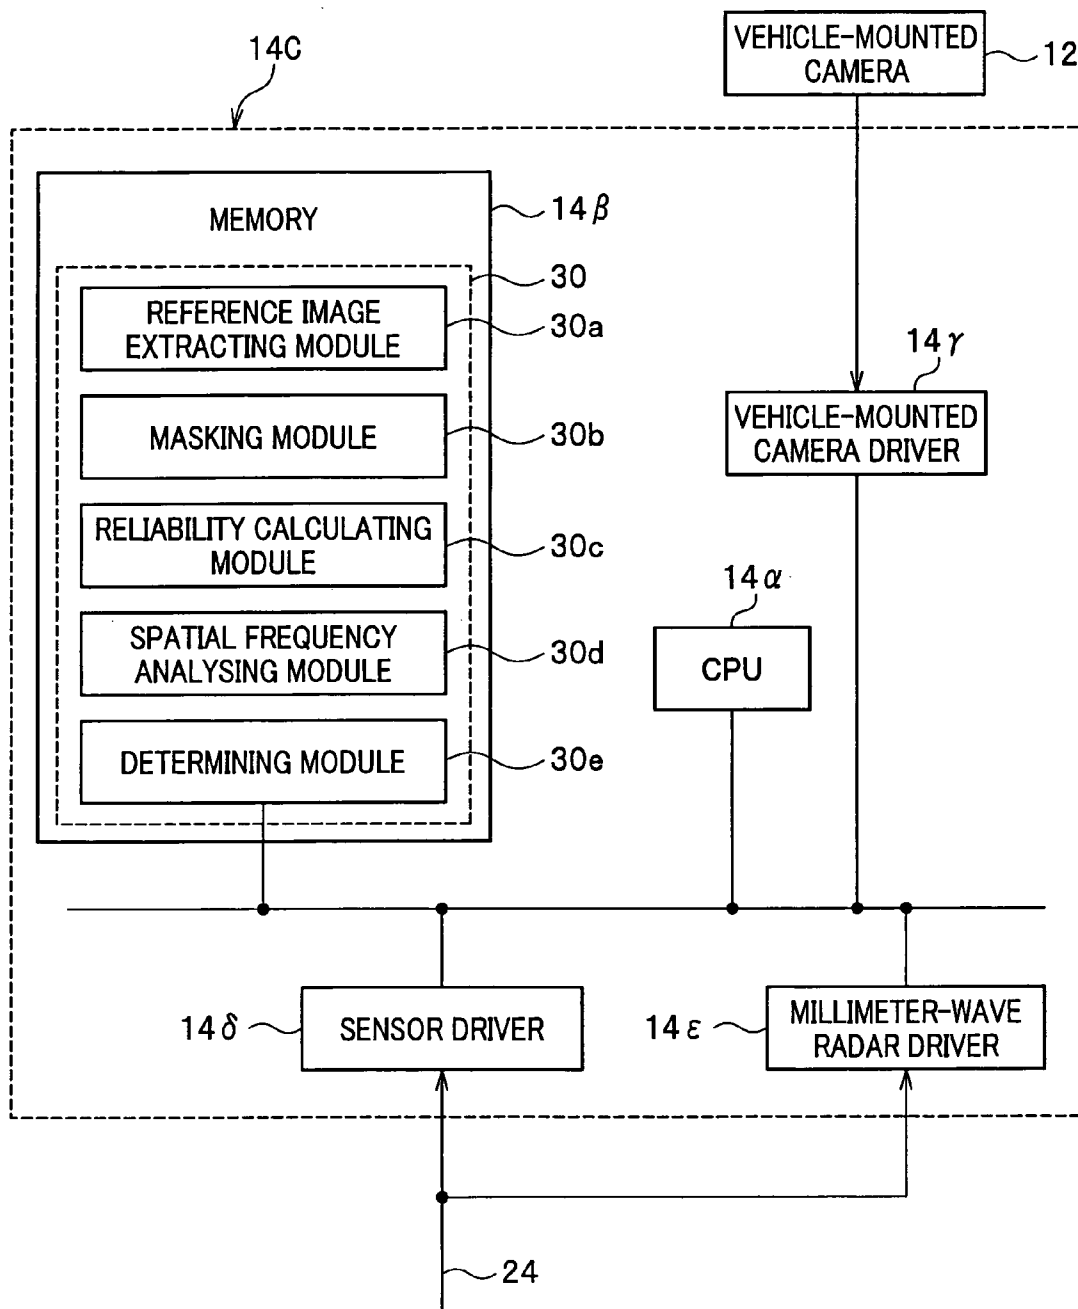 14C
VEHICLE-MOUNTED
CAMERA
12
MEMORY
14β
30
REFERENCE IMAGE
EXTRACTING MODULE
30a
MASKING MODULE
30b
RELIABILITY CALCULATING
MODULE
30c
SPATIAL FREQUENCY
ANALYSING MODULE
30d
DETERMINING MODULE
30e
14γ
VEHICLE-MOUNTED
CAMERA DRIVER
14α
CPU
14δ
SENSOR DRIVER
14ε
MILLIMETER-WAVE
RADAR DRIVER
24